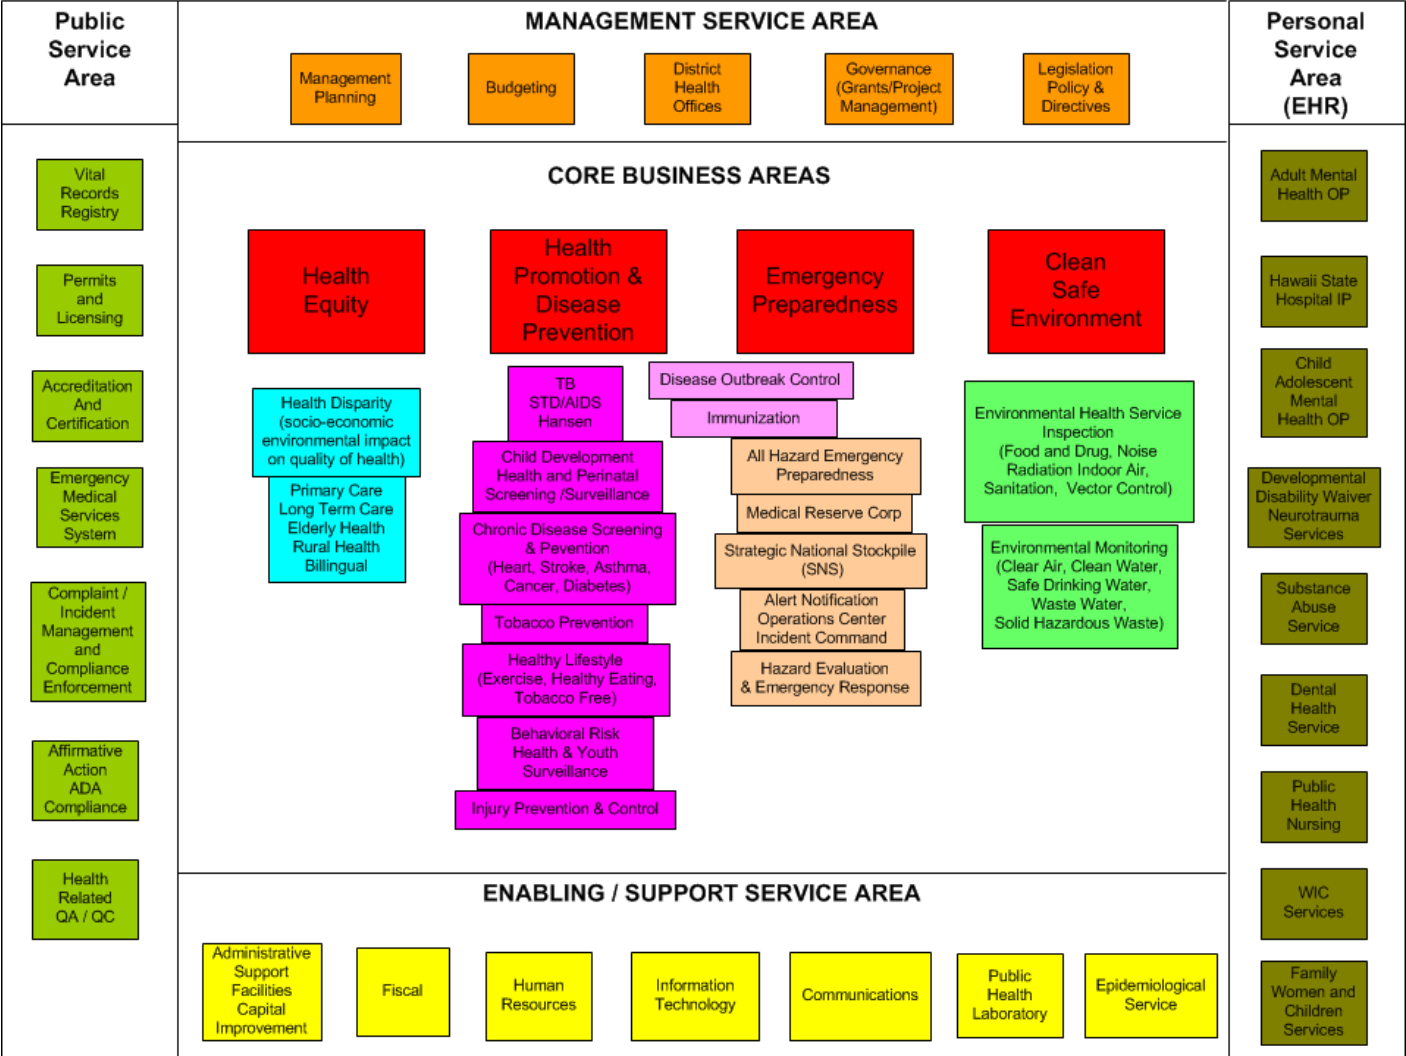 Public
Service
Area
MANAGEMENT SERVICE AREA
Management
Planning
Budgeting
District
Health
Offices
Governance
(Grants/Project
Management)
Legislation
Policy &
Directives
Personal
Service
Area
(EHR)
Vital
Records
Registry
Permits
and
Licensing
Accreditation
And
Certification
Emergency
Medical
Services
System
Complaint /
Incident
Management
and
Compliance
Enforcement
Affirmative
Action
ADA
Compliance
Health
Related
QA / QC
CORE BUSINESS AREAS
Health
Equity
Health Disparity
(socio-economic
environmental impact
on quality of health)
Primary Care
Long Term Care
Elderly Health
Rural Health
Billingual
Health
Promotion &
Disease
Prevention
TB
STD/AIDS
Hansen
Child Development
Health and Perinatal
Screening /Surveillance
Chronic Disease Screening
& Pevention
(Heart, Stroke, Asthma,
Cancer, Diabetes)
Tobacco Prevention
Healthy Lifestyle
(Exercise, Healthy Eating,
Tobacco Free)
Behavioral Risk
Health & Youth
Surveillance
Injury Prevention & Control
Emergency
Preparedness
Disease Outbreak Control
Immunization
All Hazard Emergency
Preparedness
Medical Reserve Corp
Strategic National Stockpile
(SNS)
Alert Notification
Operations Center
Incident Command
Hazard Evaluation
& Emergency Response
Clean
Safe
Environment
Environmental Health Service
Inspection
(Food and Drug, Noise
Radiation Indoor Air,
Sanitation, Vector Control)
Environmental Monitoring
(Clear Air, Clean Water,
Safe Drinking Water,
Waste Water,
Solid Hazardous Waste)
Adult Mental
Health OP
Hawaii State
Hospital IP
Child
Adolescent
Mental
Health OP
Developmental
Disability Waiver
Neurotrauma
Services
Substance
Abuse
Service
Dental
Health
Service
Public
Health
Nursing
WIC
Services
Family
Women and
Children
Services
ENABLING / SUPPORT SERVICE AREA
Administrative
Support
Facilities
Capital
Improvement
Fiscal
Human
Resources
Information
Technology
Communications
Public
Health
Laboratory
Epidemiological
Service